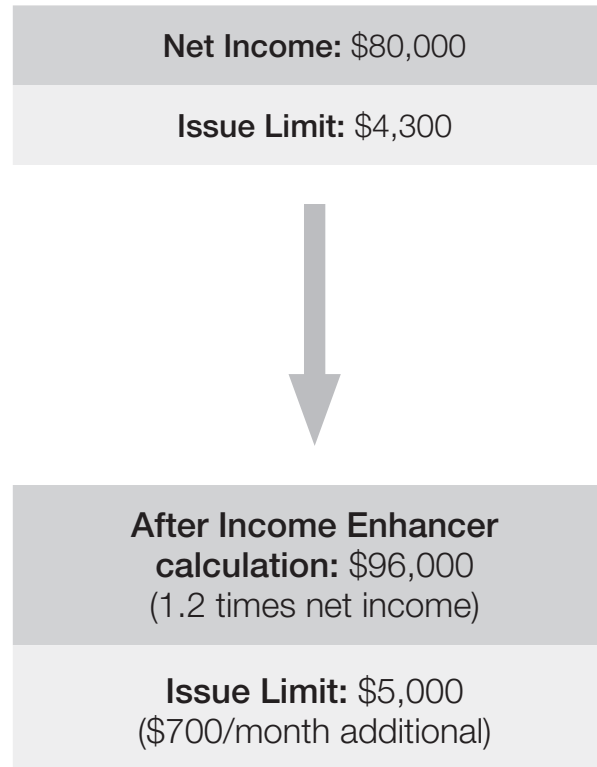 Net Income: $80,000
Issue Limit: $4,300
After Income Enhancer
calculation: $96,000
(1.2 times net income)
Issue Limit: $5,000
($700/month additional)